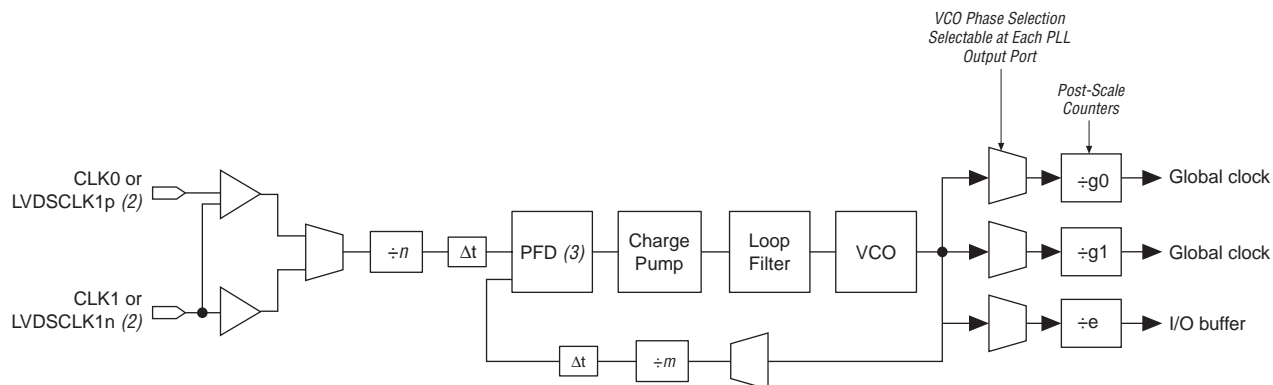 VCO Phase Selection
Selectable at Each PLL
Output Port
Post-Scale
Counters
CLK0 or
LVDSCLK1p (2)
CLK1 or
LVDSCLK1n (2)
÷n
Δt
PFD (3)
Charge
Pump
Loop
Filter
VCO
÷g0
Global clock
÷g1
Global clock
÷e
I/O buffer
Δt
÷m